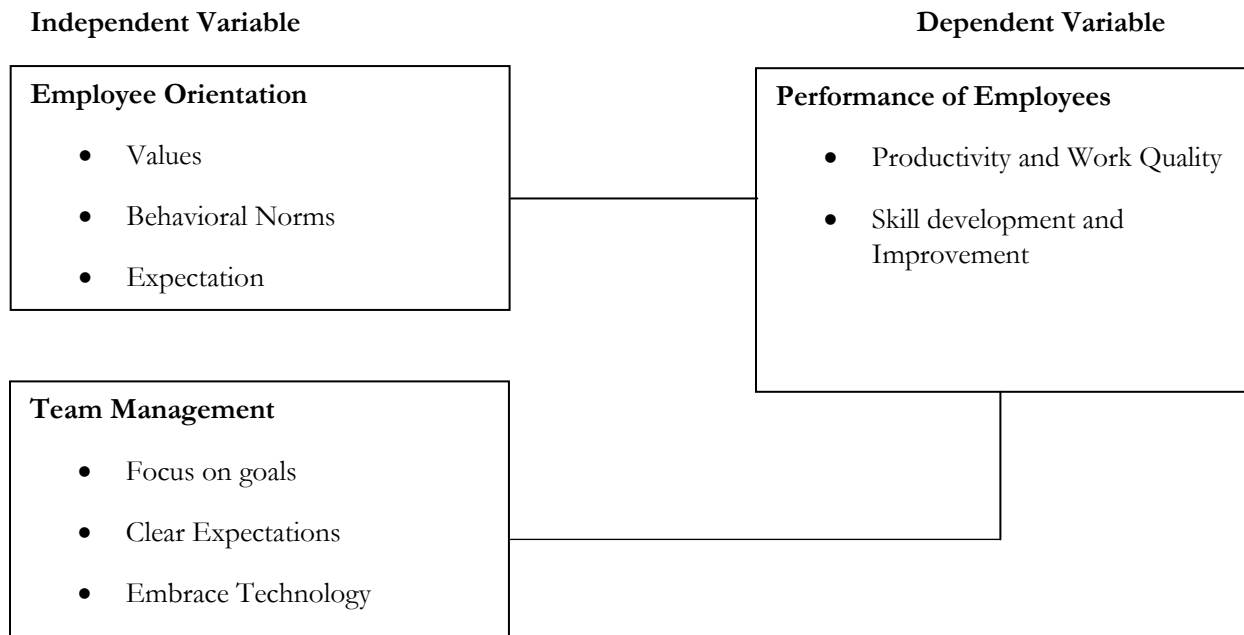 Independent Variable
Dependent Variable
Employee Orientation
• Values
• Behavioral Norms
• Expectation
Performance of Employees
• Productivity and Work Quality
• Skill development and
Improvement
Team Management
• Focus on goals
• Clear Expectations
• Embrace Technology